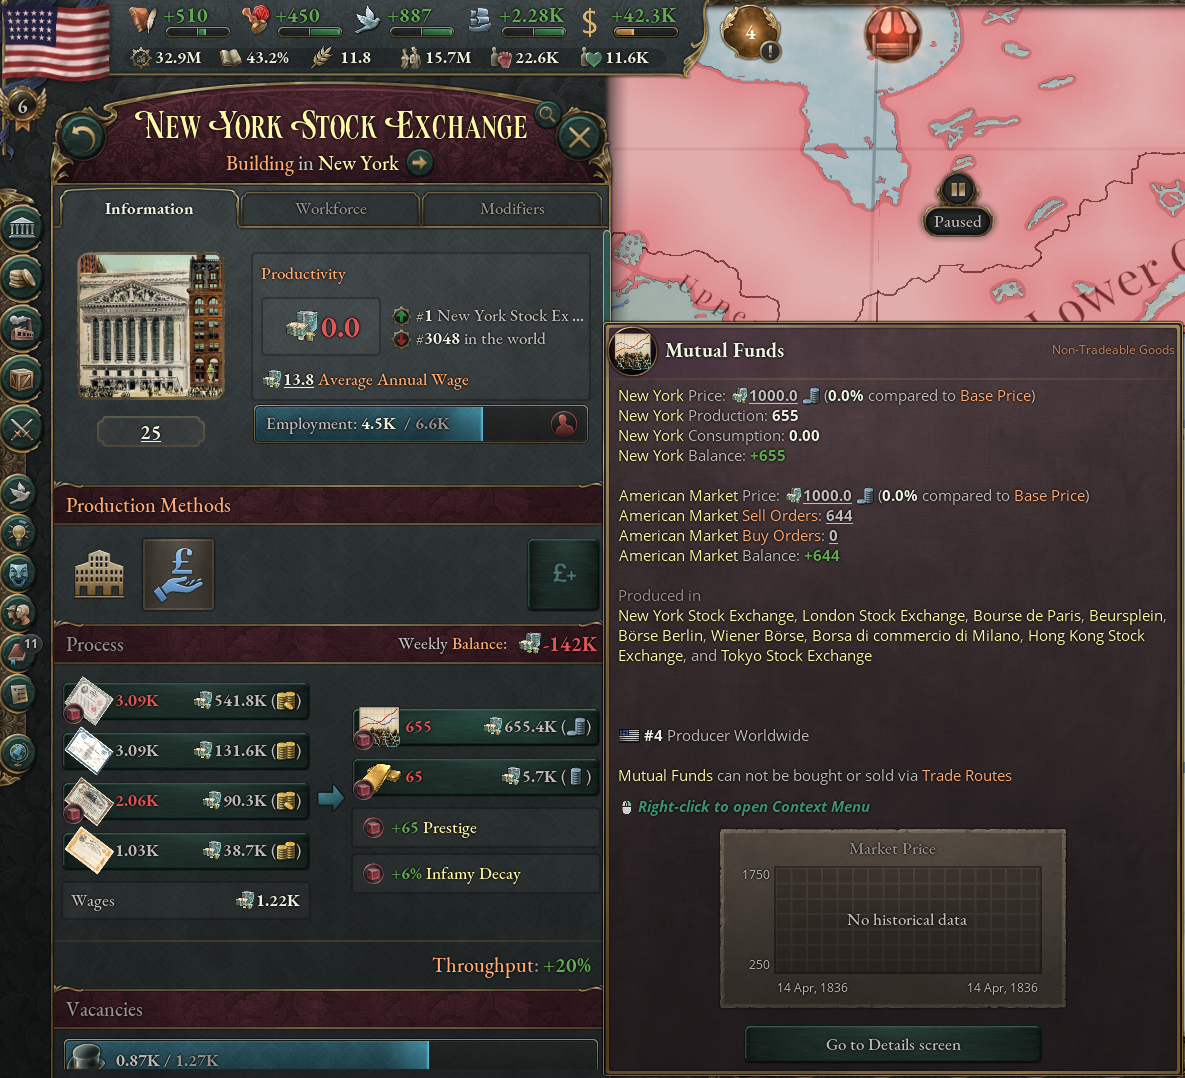 +510
+450
+887
+2.28K
+42.3K
32.9M
43.2%
11.8
15.7M
22.6K
11.6K
4
6
New York Stock Exchange
Building in New York
Information
Workforce
Modifiers
Productivity
0.0
#1 New York Stock Ex ...
#3048 in the world
13.8 Average Annual Wage
25
Employment: 4.5K / 6.6K
Production Methods
£
£+
Process
Weekly Balance: -142K
3.09K 541.8K ( )
3.09K 131.6K ( )
2.06K 90.3K ( )
1.03K 38.7K ( )
Wages 1.22K
655 655.4K ( )
65 5.7K ( )
+65 Prestige
+6% Infamy Decay
Throughput: +20%
Vacancies
0.87K / 1.27K
11
Paused
Uppe
Lower C
Mutual Funds
Non-Tradeable Goods
New York Price: 1000.0 (0.0% compared to Base Price)
New York Production: 655
New York Consumption: 0.00
New York Balance: +655
American Market Price: 1000.0 (0.0% compared to Base Price)
American Market Sell Orders: 644
American Market Buy Orders: 0
American Market Balance: +644
Produced in
New York Stock Exchange, London Stock Exchange, Bourse de Paris, Beursplein,
Börse Berlin, Wiener Börse, Borsa di commercio di Milano, Hong Kong Stock
Exchange, and Tokyo Stock Exchange
#4 Producer Worldwide
Mutual Funds can not be bought or sold via Trade Routes
Right-click to open Context Menu
Market Price
1750
No historical data
250
14 Apr, 1836
14 Apr, 1836
Go to Details screen